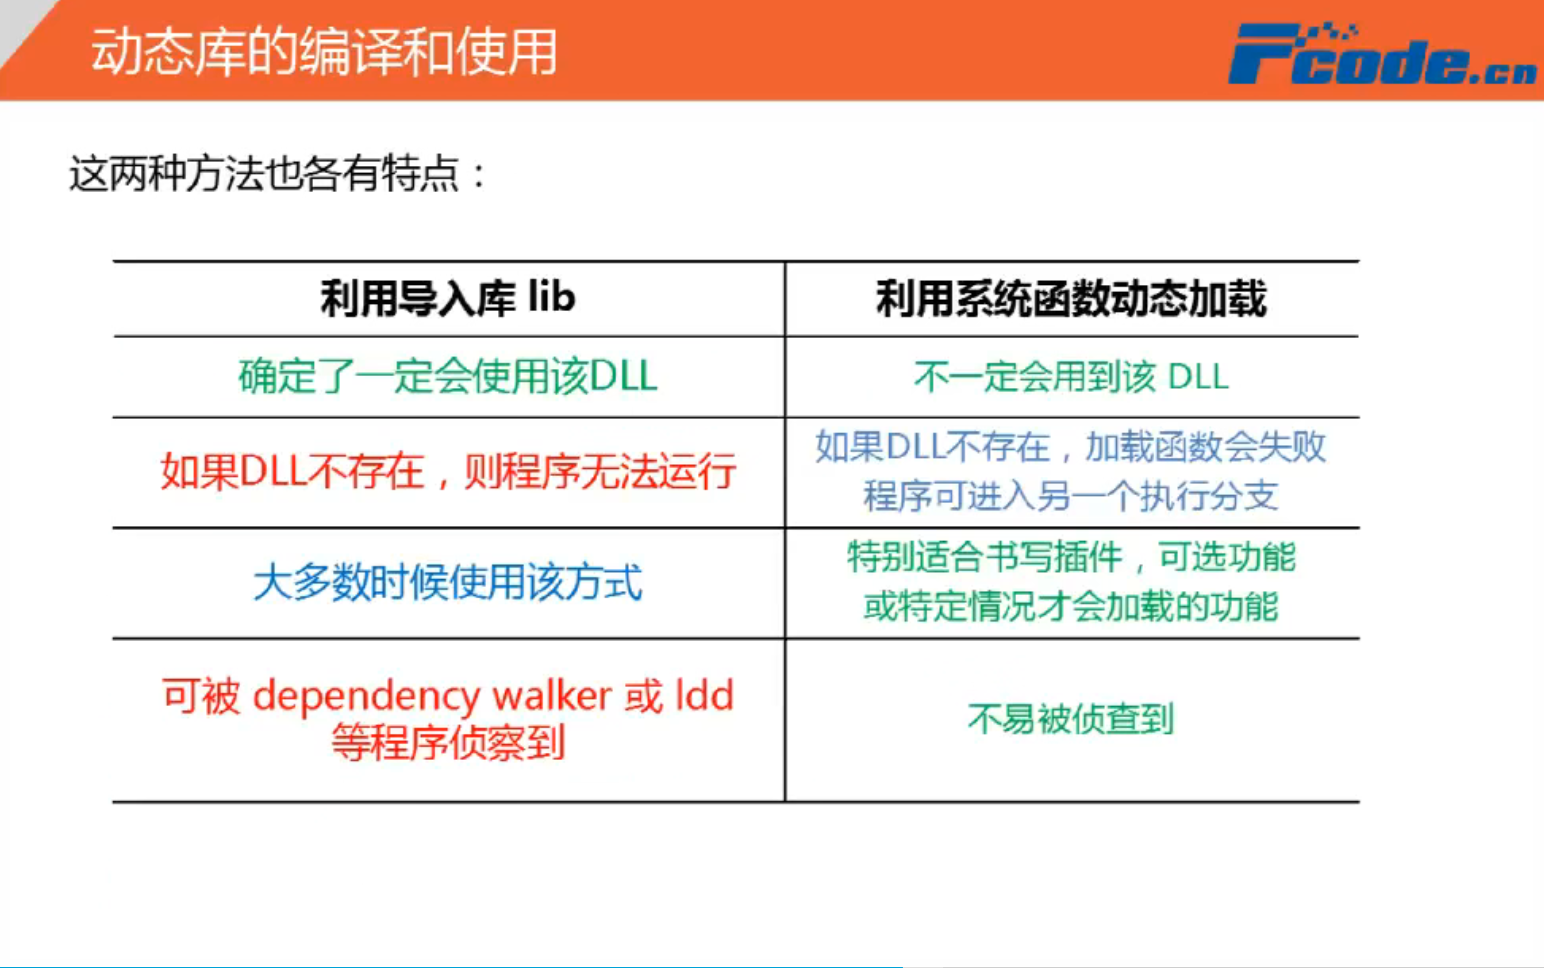 动态库的编译和使用
Fcode.cn
这两种方法也各有特点：
利用导入库 lib
利用系统函数动态加载
确定了一定会使用该DLL
不一定会用到该 DLL
如果DLL不存在，则程序无法运行
如果DLL不存在，加载函数会失败
程序可进入另一个执行分支
大多数时候使用该方式
特别适合书写插件，可选功能
或特定情况才会加载的功能
可被 dependency walker 或 ldd
等程序侦察到
不易被侦查到